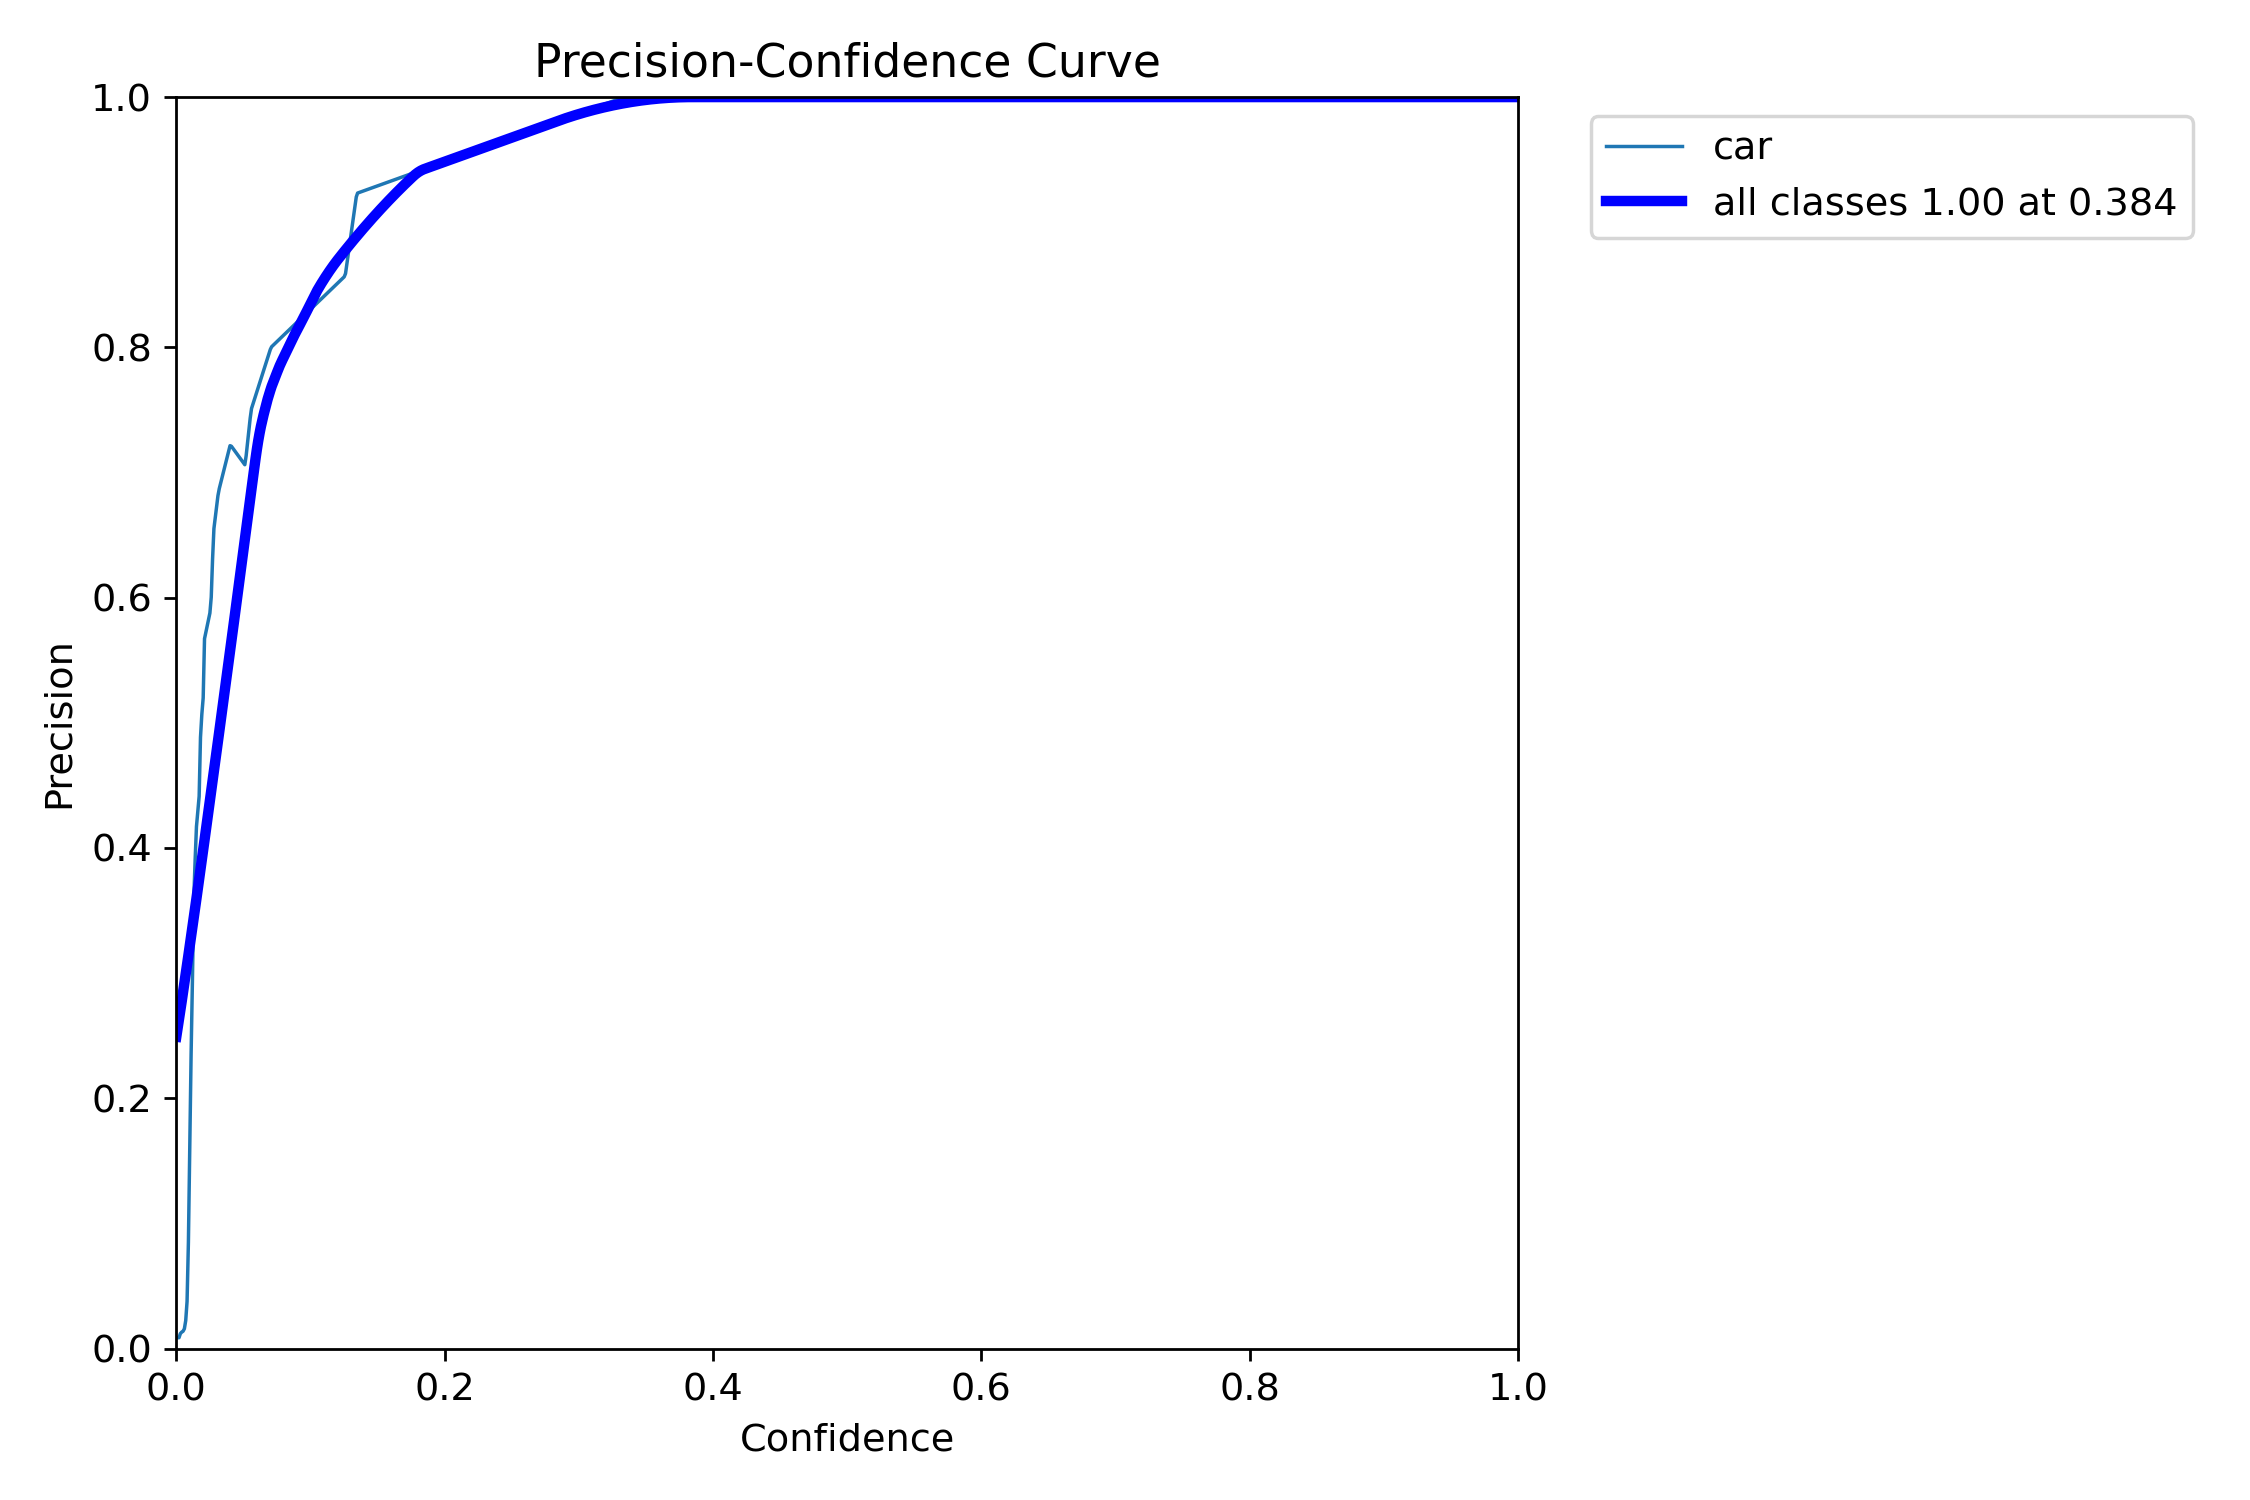 Precision-Confidence Curve
1.0
0.8
0.6
0.4
0.2
0.0
Precision
0.0 0.2 0.4 0.6 0.8 1.0
Confidence
car
all classes 1.00 at 0.384